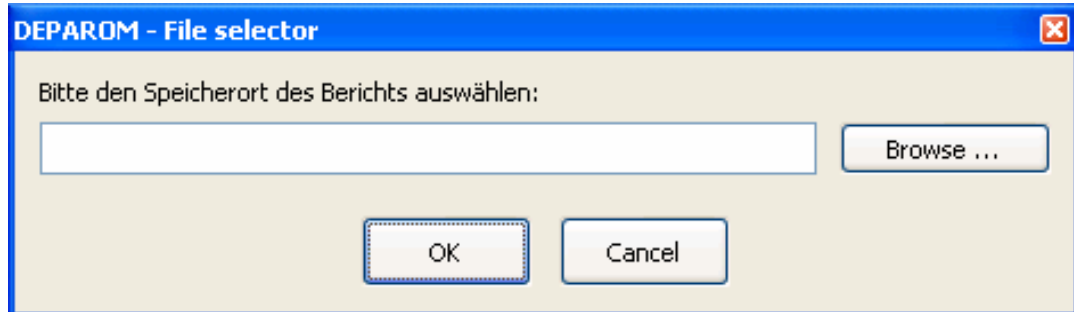 DEPAROM - File selector
Bitte den Speicherort des Berichts auswählen:
Browse ...
OK
Cancel